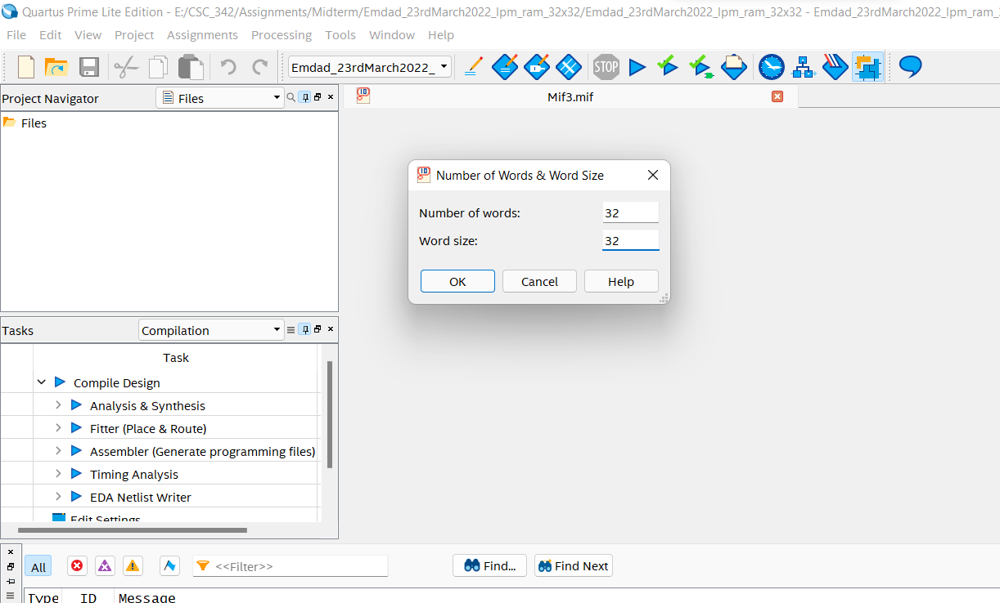 Quartus Prime Lite Edition - E:/CSC_342/Assignments/Midterm/Emdad_23rdMarch2022_lpm_ram_32x32/Emdad_23rdMarch2022_lpm_ram_32x32 - Emdad_23rdMarch2022_lpm_ram_
File Edit View Project Assignments Processing Tools Window Help
Emdad_23rdMarch2022_
STOP
Project Navigator
Files
Mif3.mif
Files
Number of Words & Word Size
Number of words: 32
Word size: 32
OK Cancel Help
Tasks
Compilation
Task
Compile Design
Analysis & Synthesis
Fitter (Place & Route)
Assembler (Generate programming files)
Timing Analysis
EDA Netlist Writer
Edit Settings
All
<<Filter>>
Find...
Find Next
Type ID Message